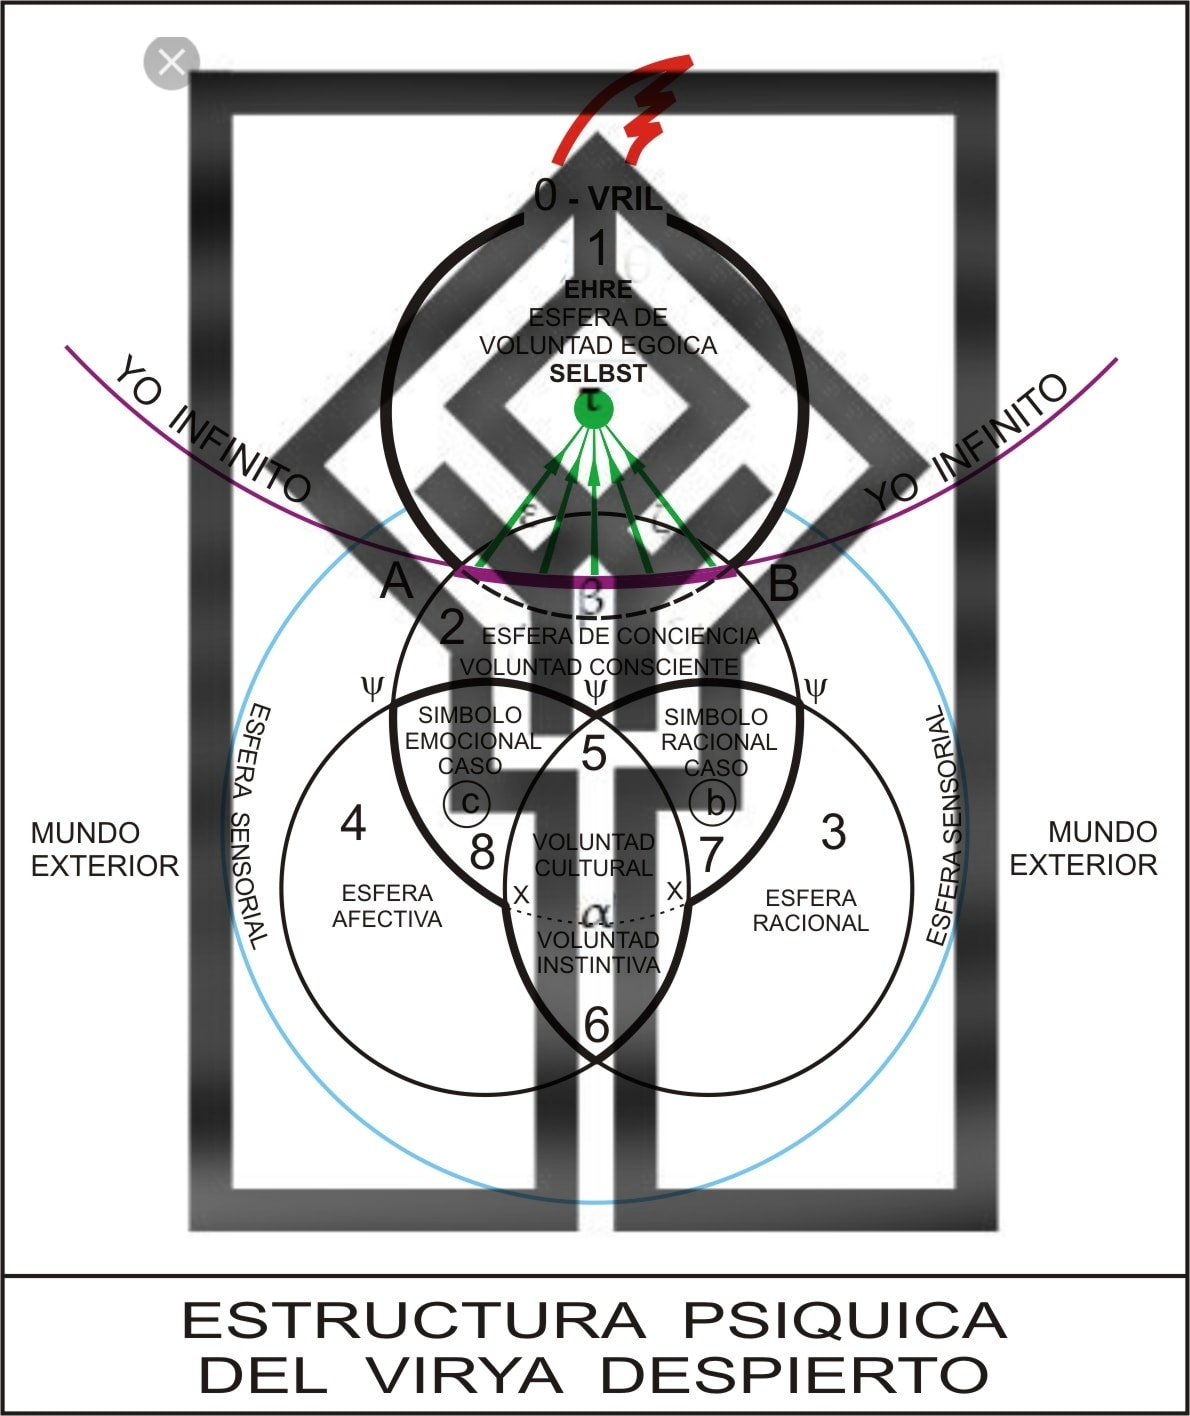 0 - VRIL
1
θ
EHRE
ESFERA DE
VOLUNTAD EGOICA
SELBST
τ
YO INFINITO
YO INFINITO
ε
ζ
A
B
β
2 ESFERA DE CONCIENCIA
VOLUNTAD CONSCIENTE
ψ
ψ
ψ
SIMBOLO
EMOCIONAL
CASO
c
8
SIMBOLO
RACIONAL
CASO
b
7
5
4
3
ESFERA SENSORIAL
ESFERA SENSORIAL
MUNDO
EXTERIOR
MUNDO
EXTERIOR
VOLUNTAD
CULTURAL
ESFERA
AFECTIVA
ESFERA
RACIONAL
X
X
α
VOLUNTAD
INSTINTIVA
6
ESTRUCTURA PSIQUICA
DEL VIRYA DESPIERTO